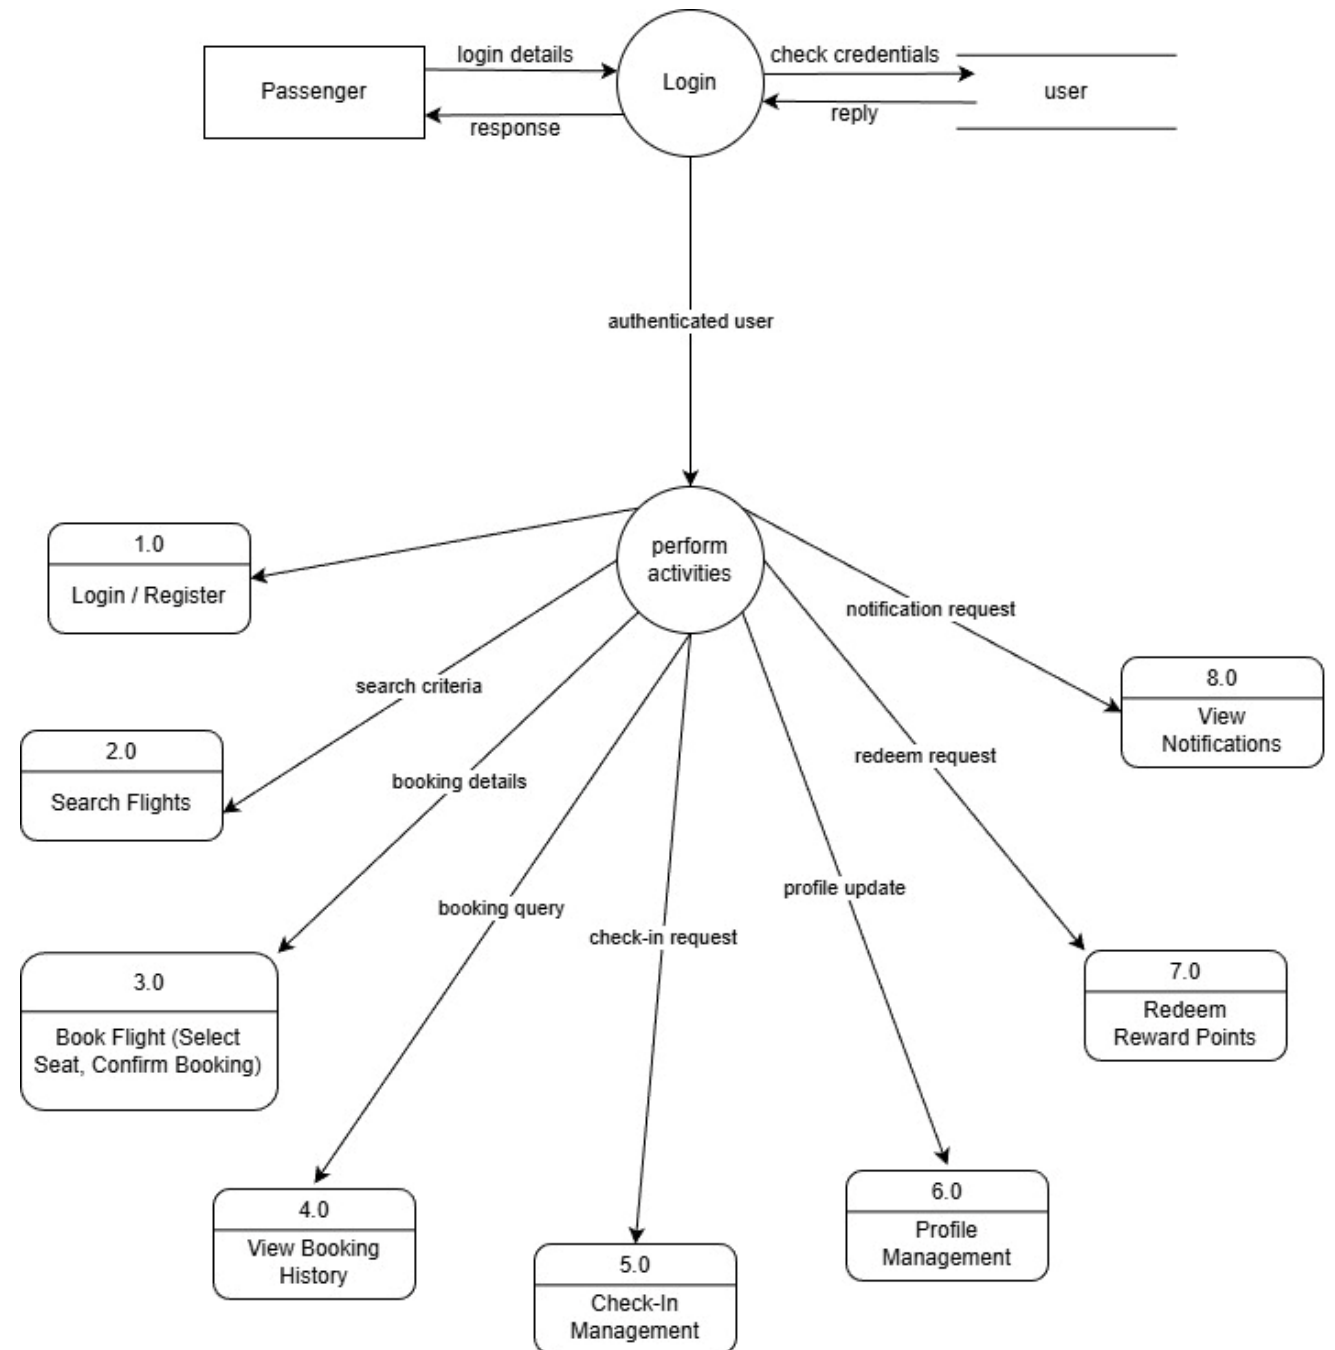 login details
check credentials
Passenger
Login
user
response
reply
authenticated user
perform
activities
1.0
Login / Register
notification request
8.0
View
Notifications
search criteria
2.0
Search Flights
redeem request
booking details
profile update
booking query
check-in request
3.0
Book Flight (Select
Seat, Confirm Booking)
7.0
Redeem
Reward Points
4.0
View Booking
History
6.0
Profile
Management
5.0
Check-In
Management